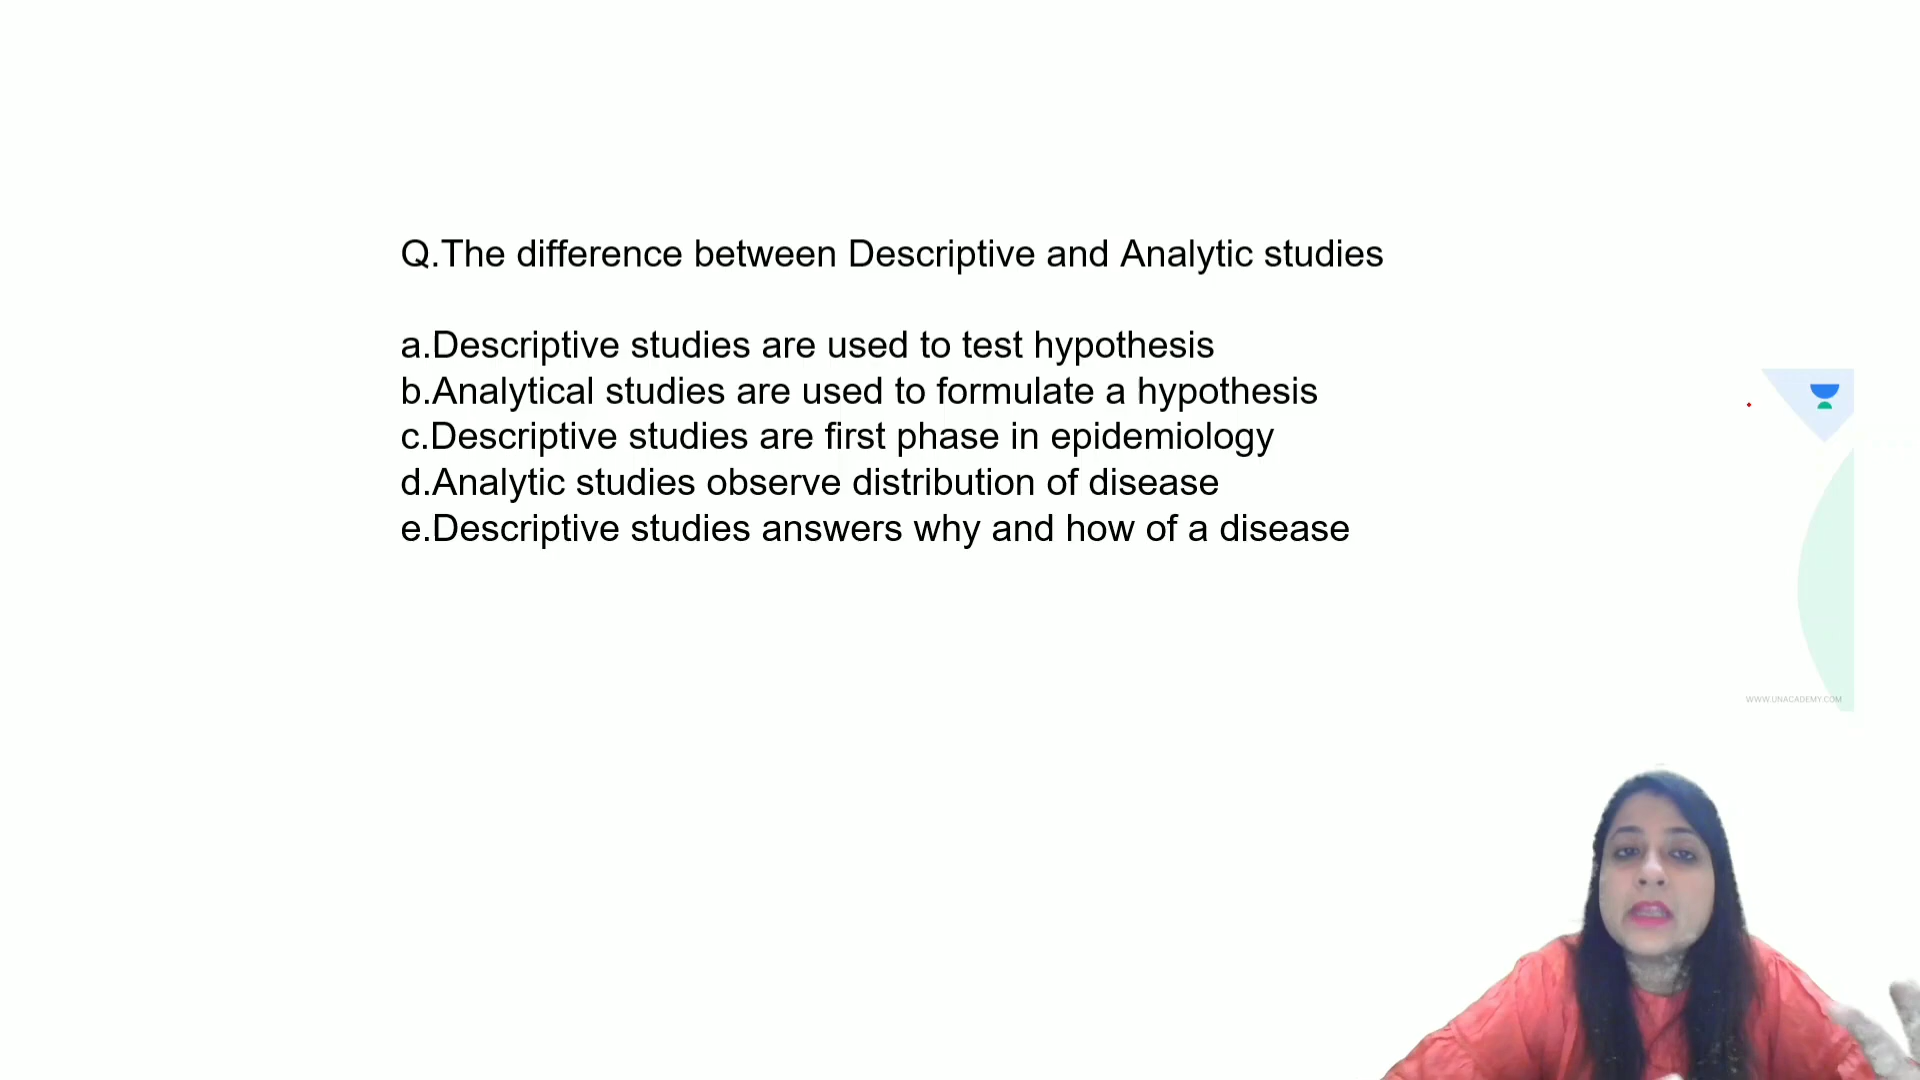 Q.The difference between Descriptive and Analytic studies
a.Descriptive studies are used to test hypothesis
b.Analytical studies are used to formulate a hypothesis
c.Descriptive studies are first phase in epidemiology
d.Analytic studies observe distribution of disease
e.Descriptive studies answers why and how of a disease
WWW.UNACADEMY.COM